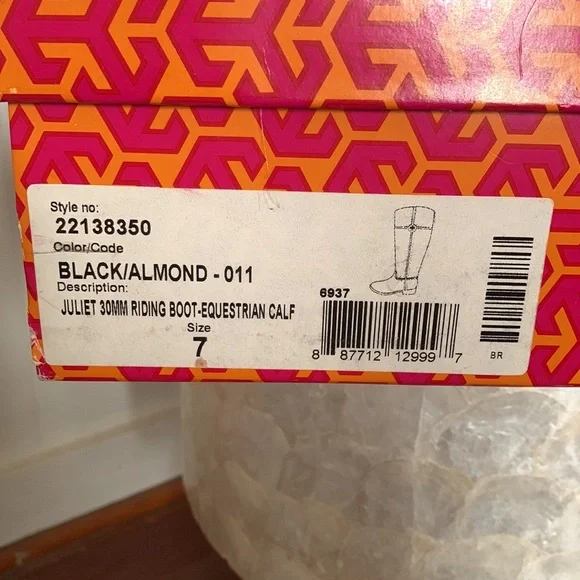 Style no:
22138350
Color/Code
BLACK/ALMOND - 011
Description:
JULIET 30MM RIDING BOOT-EQUESTRIAN CALF
Size
7
6937
8 87712 12999 7
BR